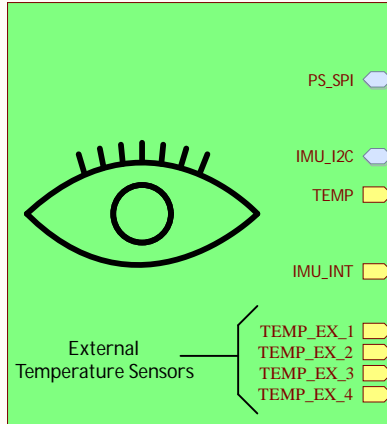 PS_SPI
IMU_I2C
TEMP
IMU_INT
External
Temperature Sensors
TEMP_EX_1
TEMP_EX_2
TEMP_EX_3
TEMP_EX_4